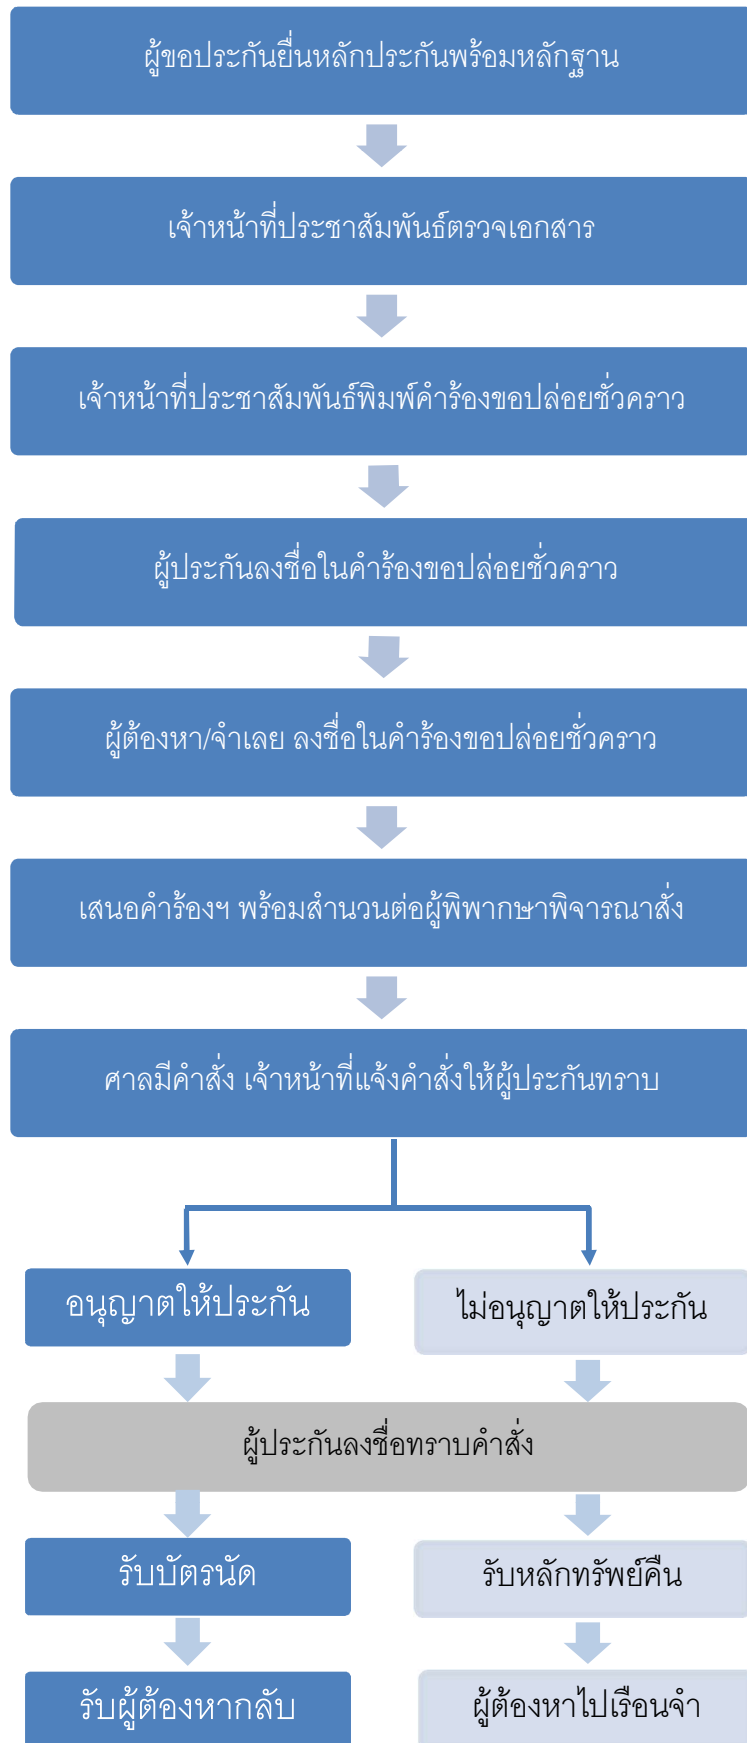 ผู้ขอประกันยื่นหลักประกันพร้อมหลักฐาน
เจ้าหน้าที่ประชาสัมพันธ์ตรวจเอกสาร
เจ้าหน้าที่ประชาสัมพันธ์พิมพ์คำร้องขอปล่อยชั่วคราว
ผู้ประกันลงชื่อในคำร้องขอปล่อยชั่วคราว
ผู้ต้องหา/จำเลย ลงชื่อในคำร้องขอปล่อยชั่วคราว
เสนอคำร้องฯ พร้อมสำนวนต่อผู้พิพากษาพิจารณาสั่ง
ศาลมีคำสั่ง เจ้าหน้าที่แจ้งคำสั่งให้ผู้ประกันทราบ
อนุญาตให้ประกัน
ไม่อนุญาตให้ประกัน
ผู้ประกันลงชื่อทราบคำสั่ง
รับบัตรนัด
รับหลักทรัพย์คืน
รับผู้ต้องหากลับ
ผู้ต้องหาไปเรือนจำ